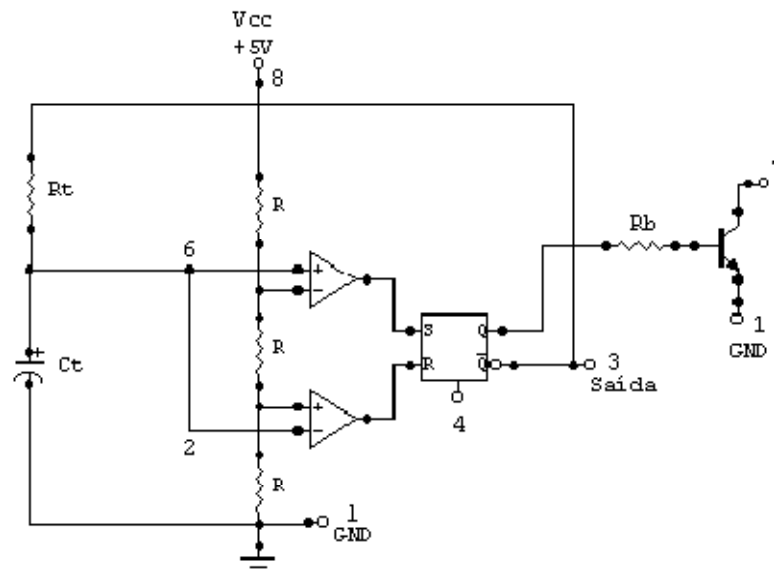 Vcc
+5V
8
Rt
R
6
Rb
+
-
S
Q
R
Q
+
Ct
R
1
GND
3
Saída
4
+
-
2
R
1
GND